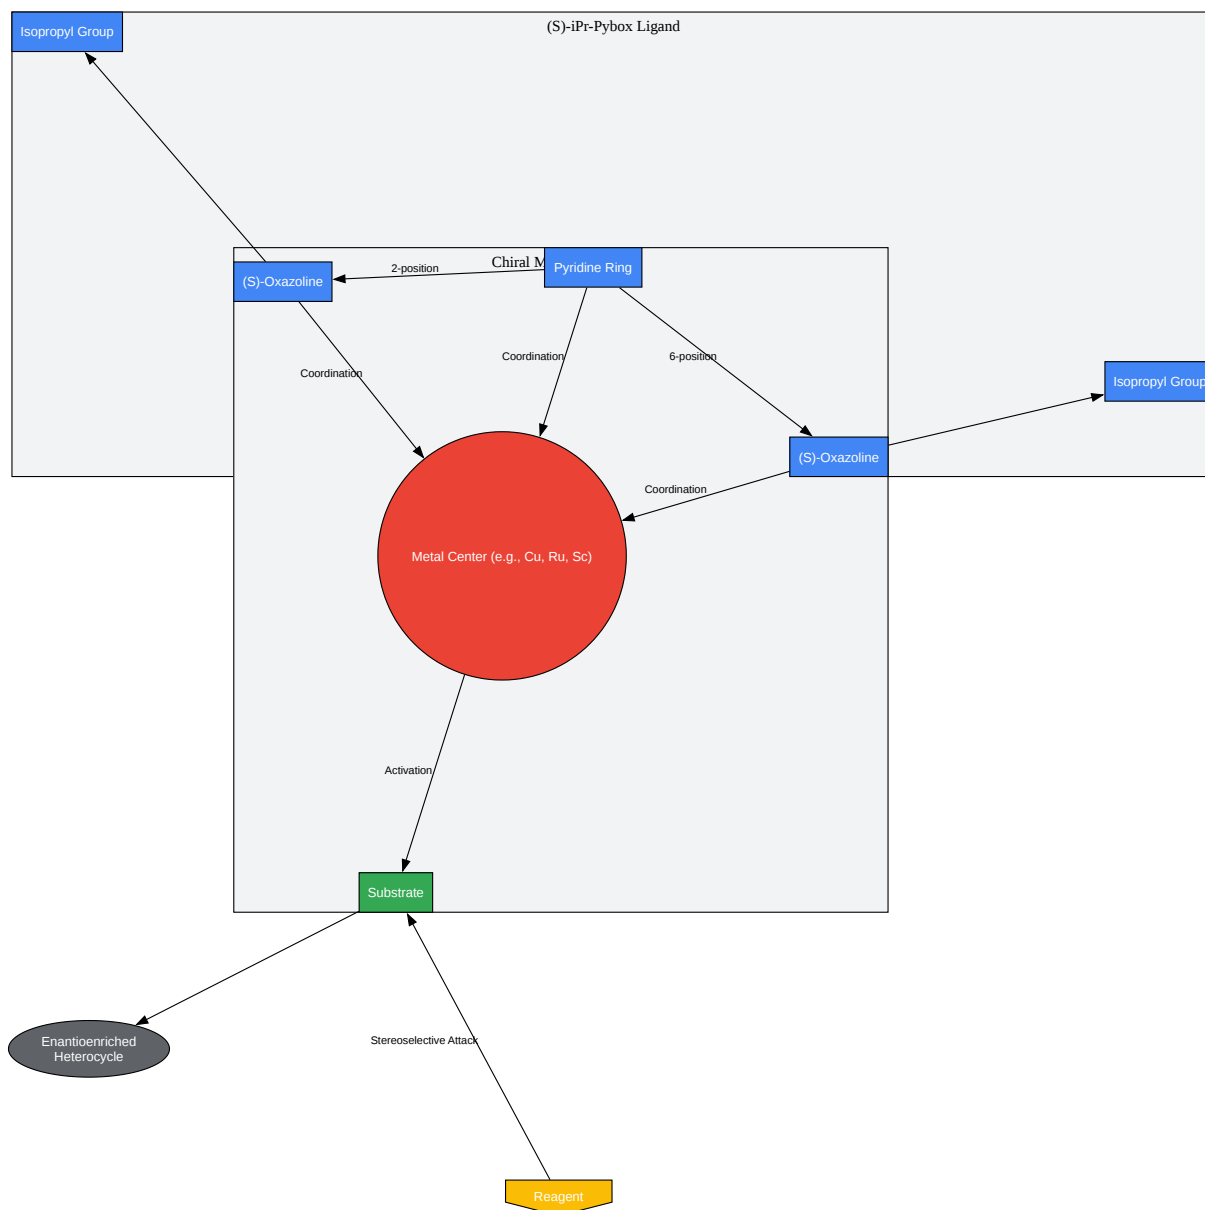 Isopropyl Group
(S)-iPr-Pybox Ligand
Chiral
Pyridine Ring
2-position
(S)-Oxazoline
Coordination
6-position
Coordination
Isopropyl Group
(S)-Oxazoline
Coordination
Metal Center (e.g., Cu, Ru, Sc)
Activation
Substrate
Enantioenriched
Heterocycle
Stereoselective Attack
Reagent